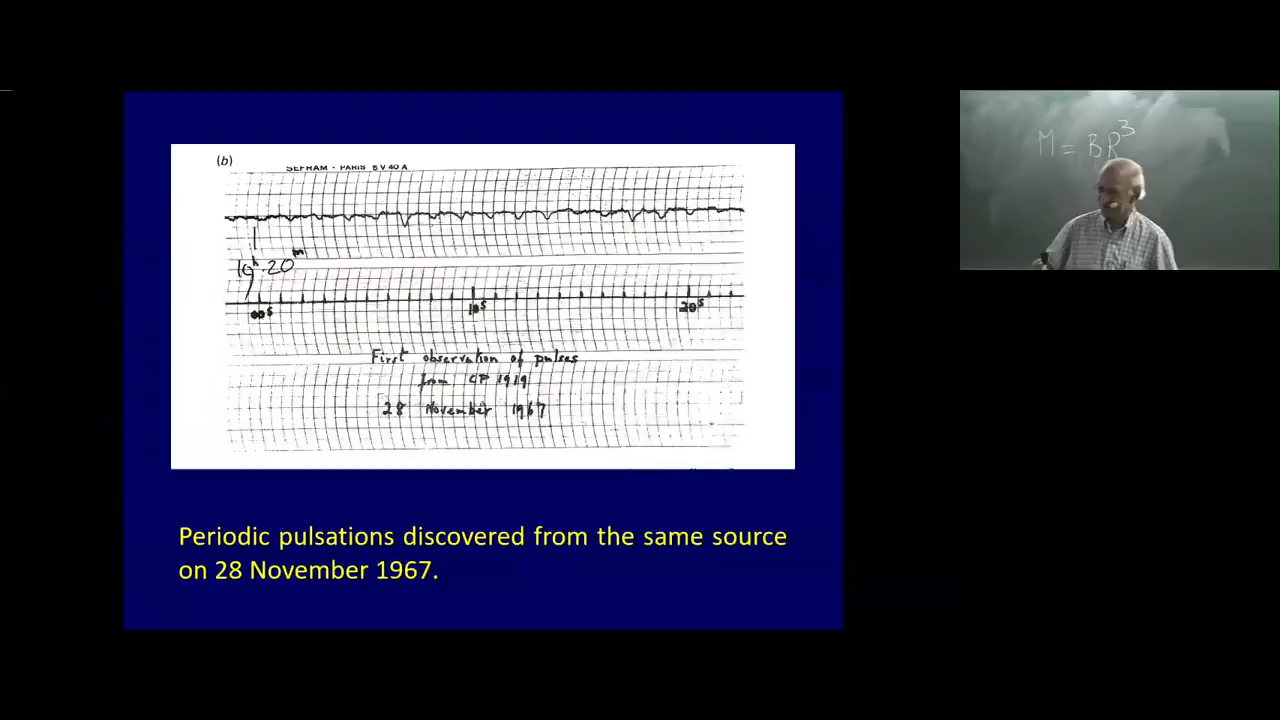 (b)
SEFRAM - PARIS B V 40 A
19ʰ 20ᵐ
00ˢ 10ˢ 20ˢ
First observation of pulses
from CP 1919
28 November 1967
Periodic pulsations discovered from the same source
on 28 November 1967.
M = BR³